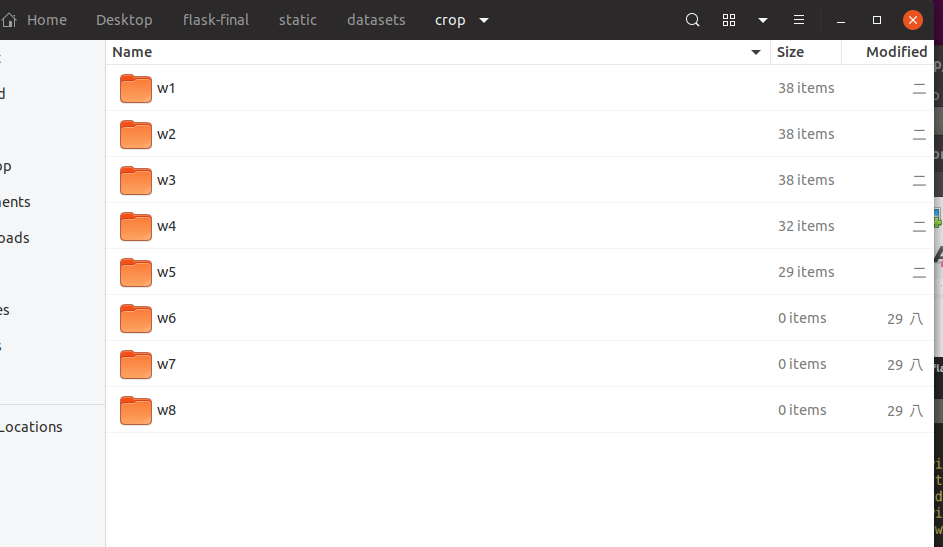 Home Desktop flask-final static datasets crop
Name Size Modified
w1 38 items 二
w2 38 items 二
w3 38 items 二
w4 32 items 二
w5 29 items 二
w6 0 items 29 八
w7 0 items 29 八
w8 0 items 29 八
op
ents
oads
es
Locations